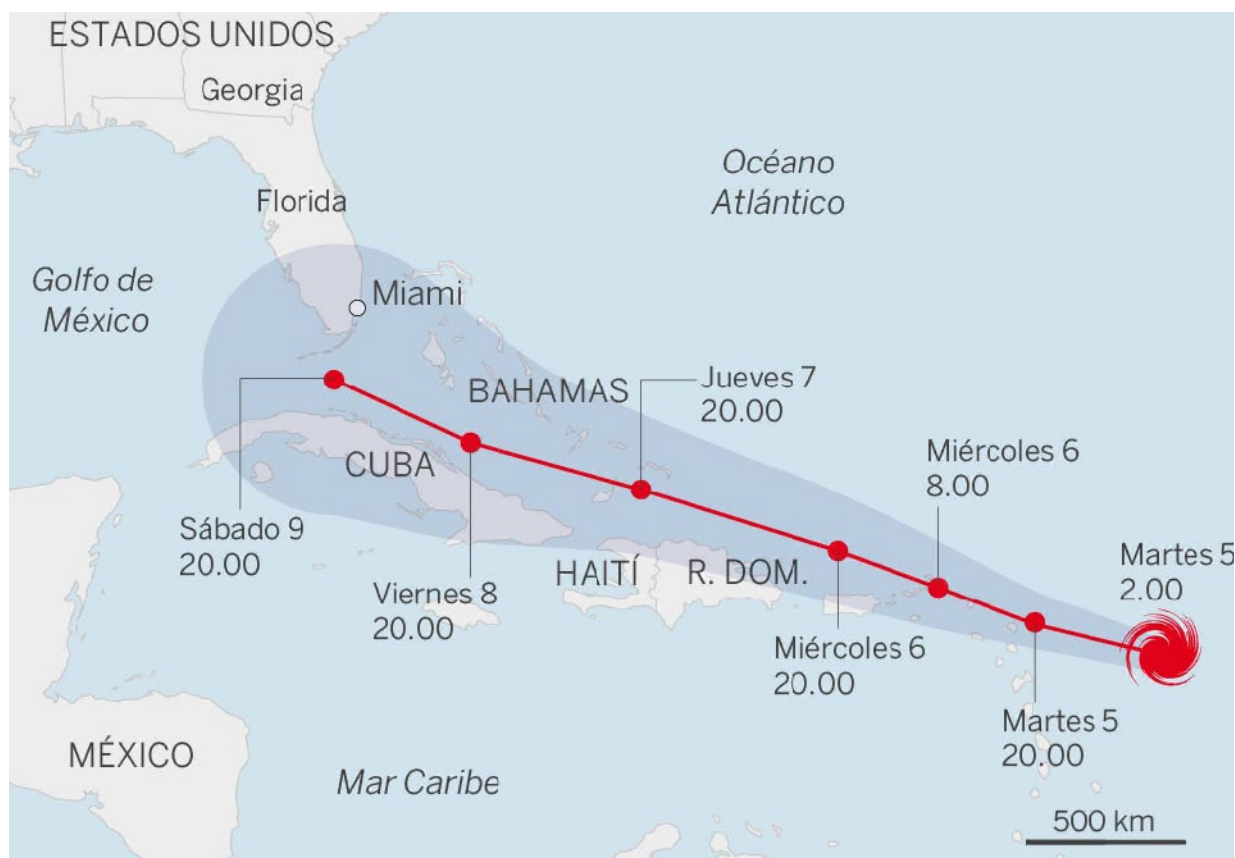 ESTADOS UNIDOS
Georgia
Océano
Atlántico
Florida
Golfo de
México
Miami
Jueves 7
20.00
BAHAMAS
Miércoles 6
8.00
CUBA
Sábado 9
20.00
Martes 5
2.00
HAITÍ
R. DOM.
Viernes 8
20.00
Miércoles 6
20.00
Martes 5
20.00
MÉXICO
Mar Caribe
500 km